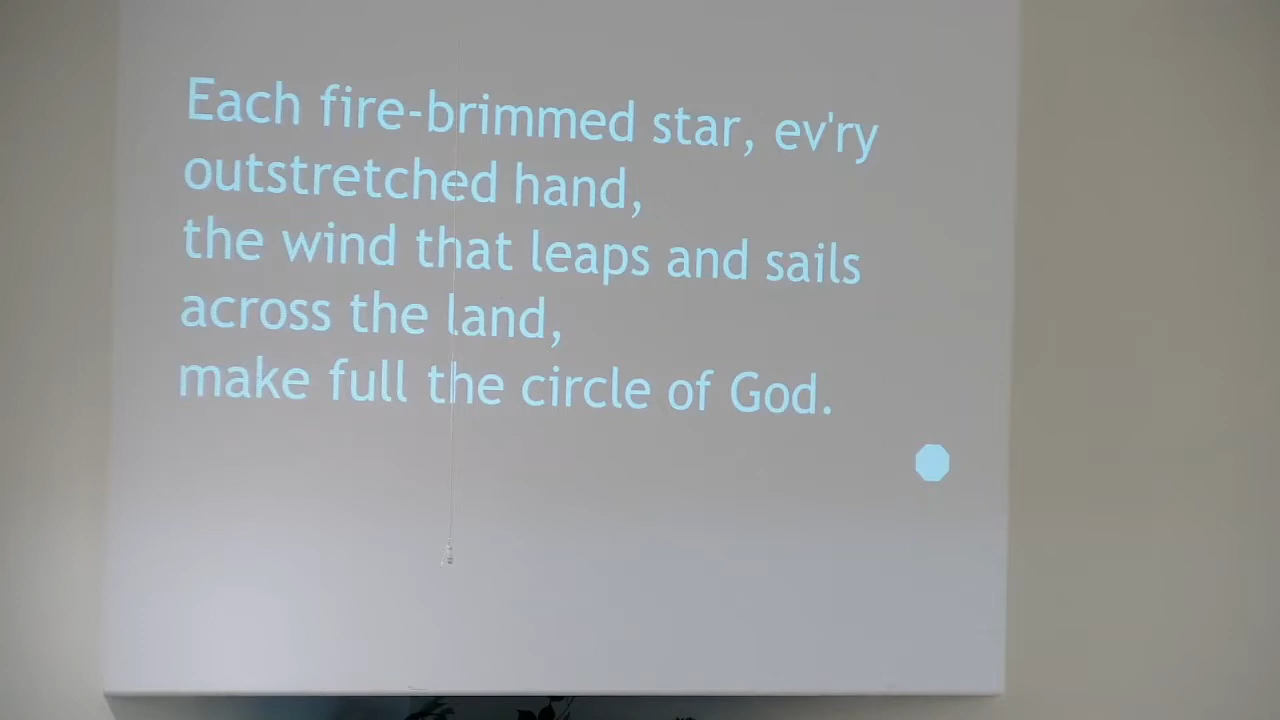 Each fire-brimmed star, ev'ry
outstretched hand,
the wind that leaps and sails
across the land,
make full the circle of God.